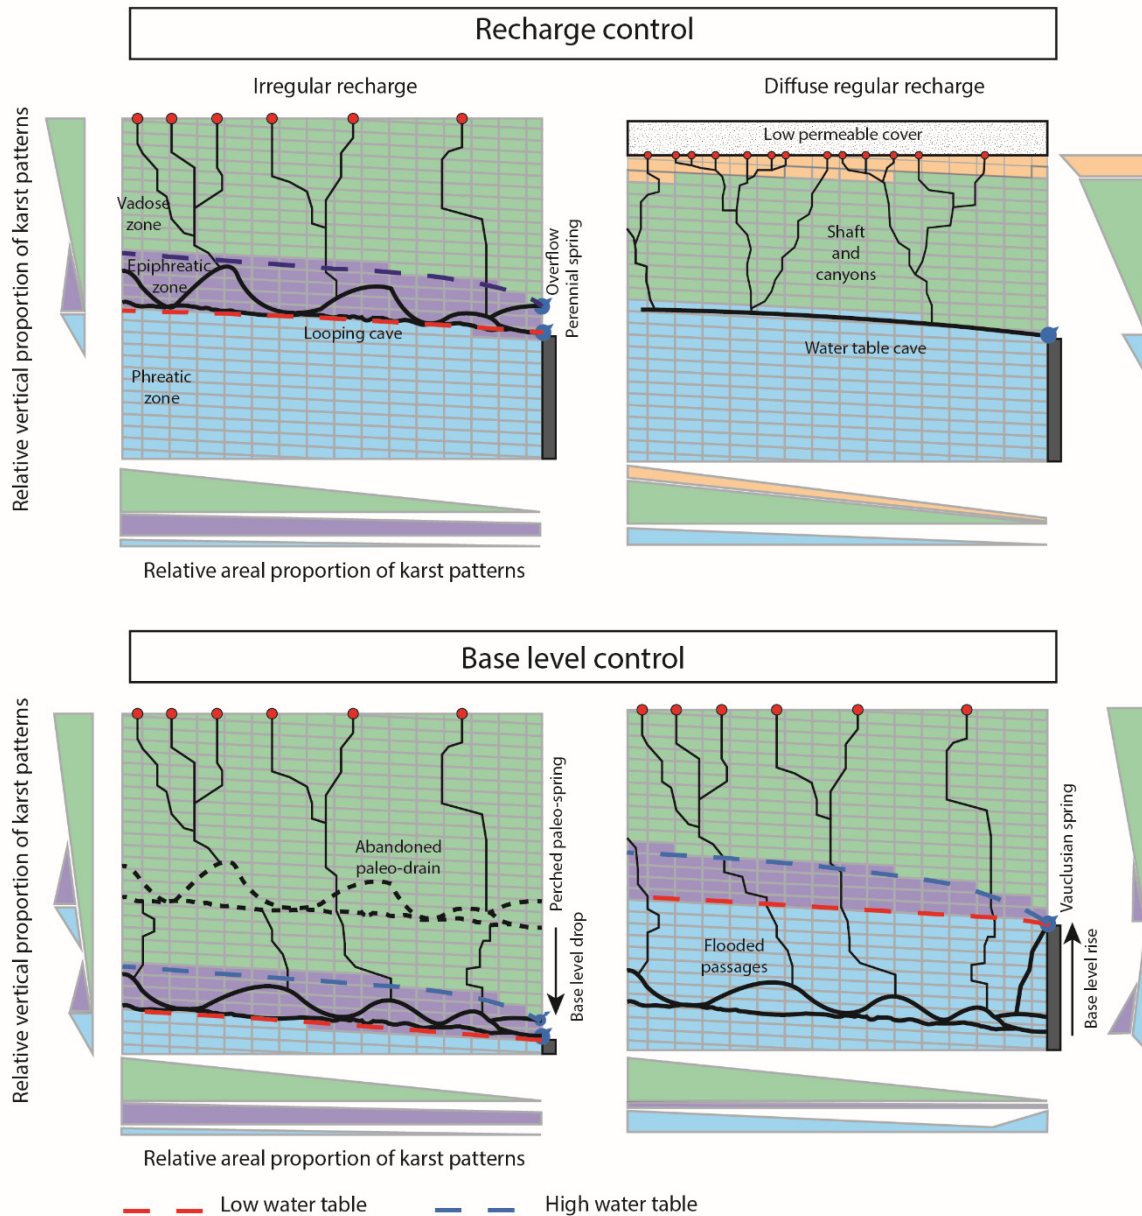 Recharge control
Irregular recharge
Diffuse regular recharge
Relative vertical proportion of karst patterns
Low permeable cover
Vadose
zone
Epiphreatic
zone
Looping cave
Phreatic
zone
Overflow
Perennial spring
Shaft
and
canyons
Water table cave
Relative areal proportion of karst patterns
Base level control
Relative vertical proportion of karst patterns
Abandoned
paleo-drain
Perched paleo-spring
Base level drop
Flooded
passages
Vauclusian spring
Base level rise
Relative areal proportion of karst patterns
Low water table
High water table